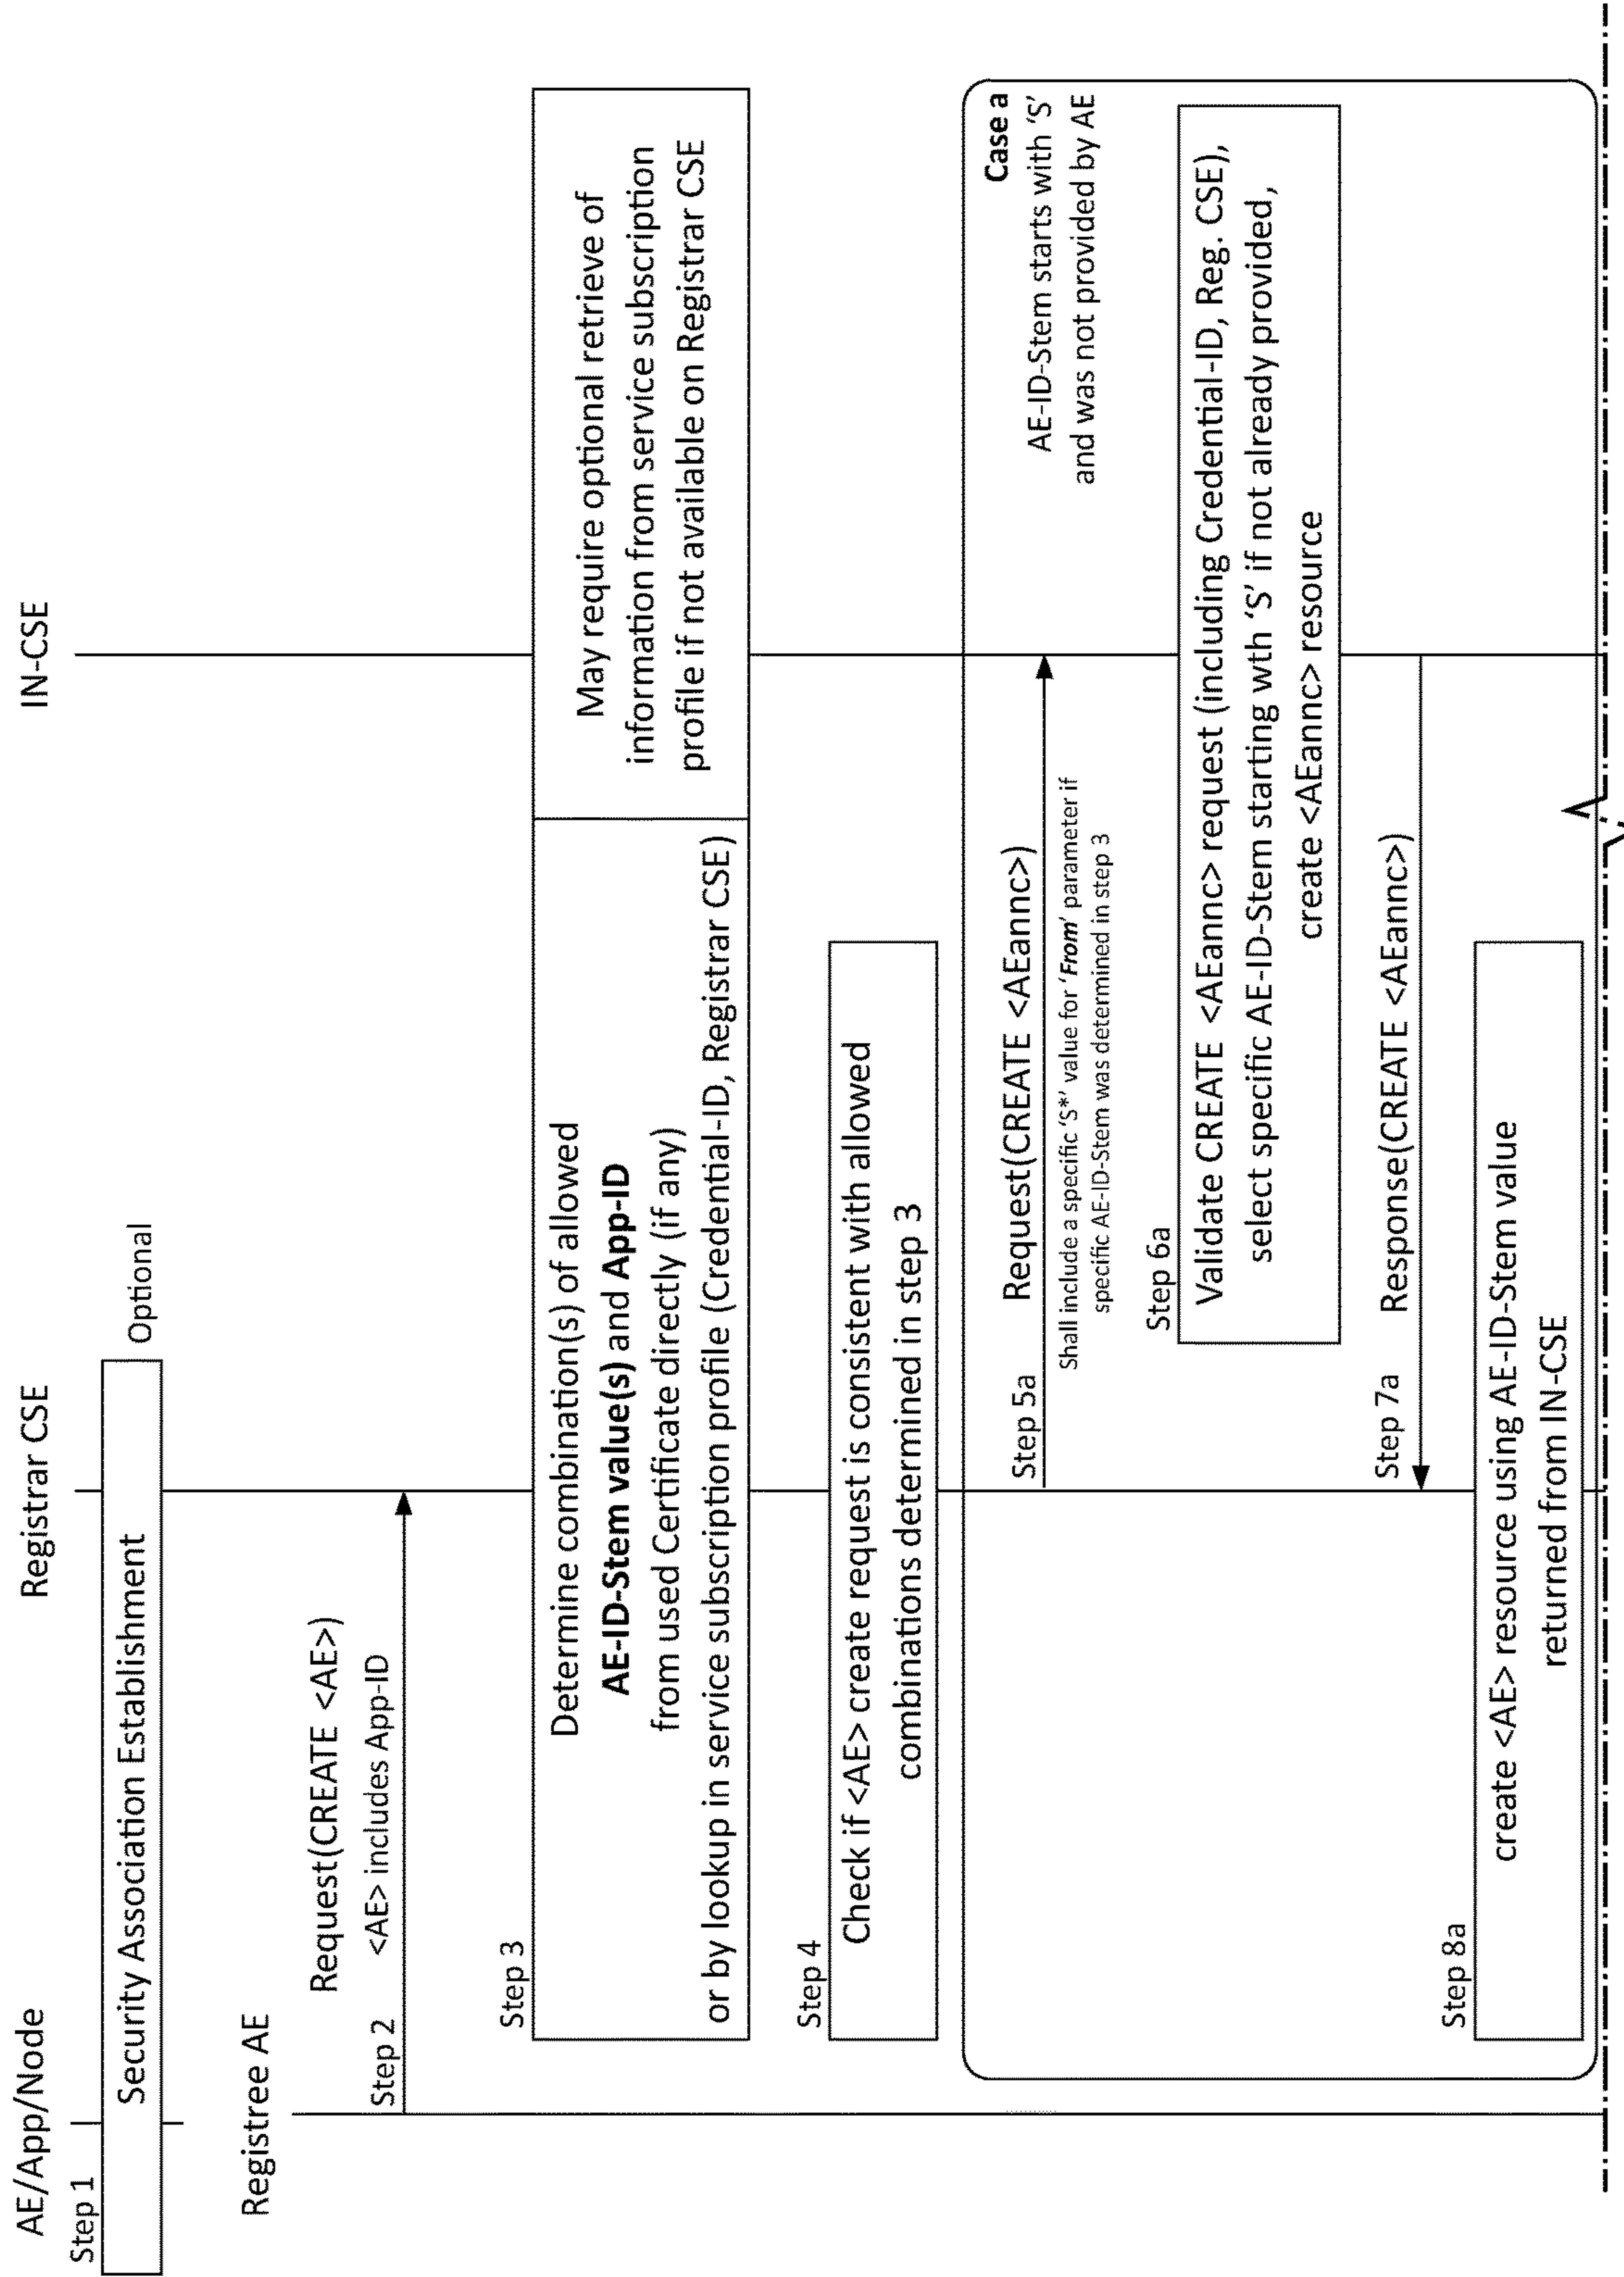 AE/App/Node
Registrar CSE
IN-CSE
Step 1
Security Association Establishment
Optional
Registree AE
Request(CREATE <AE>)
Step 2
<AE> includes App-ID
Step 3
Determine combination(s) of allowed
AE-ID-Stem value(s) and App-ID
from used Certificate directly (if any)
or by lookup in service subscription profile (Credential-ID, Registrar CSE)
May require optional retrieve of
information from service subscription
profile if not available on Registrar CSE
Step 4
Check if <AE> create request is consistent with allowed
combinations determined in step 3
Case a
AE-ID-Stem starts with ‘S’
and was not provided by AE
Step 5a
Request(CREATE <AEannc>)
Shall include a specific ‘S*’ value for ‘From’ parameter if
specific AE-ID-Stem was determined in step 3
Step 6a
Validate CREATE <AEannc> request (including Credential-ID, Reg. CSE),
select specific AE-ID-Stem starting wth ‘S’ if not already provided,
create <AEannc> resource
Step 7a
Response(CREATE <AEannc>)
Step 8a
create <AE> resource using AE-ID-Stem value
returned from IN-CSE